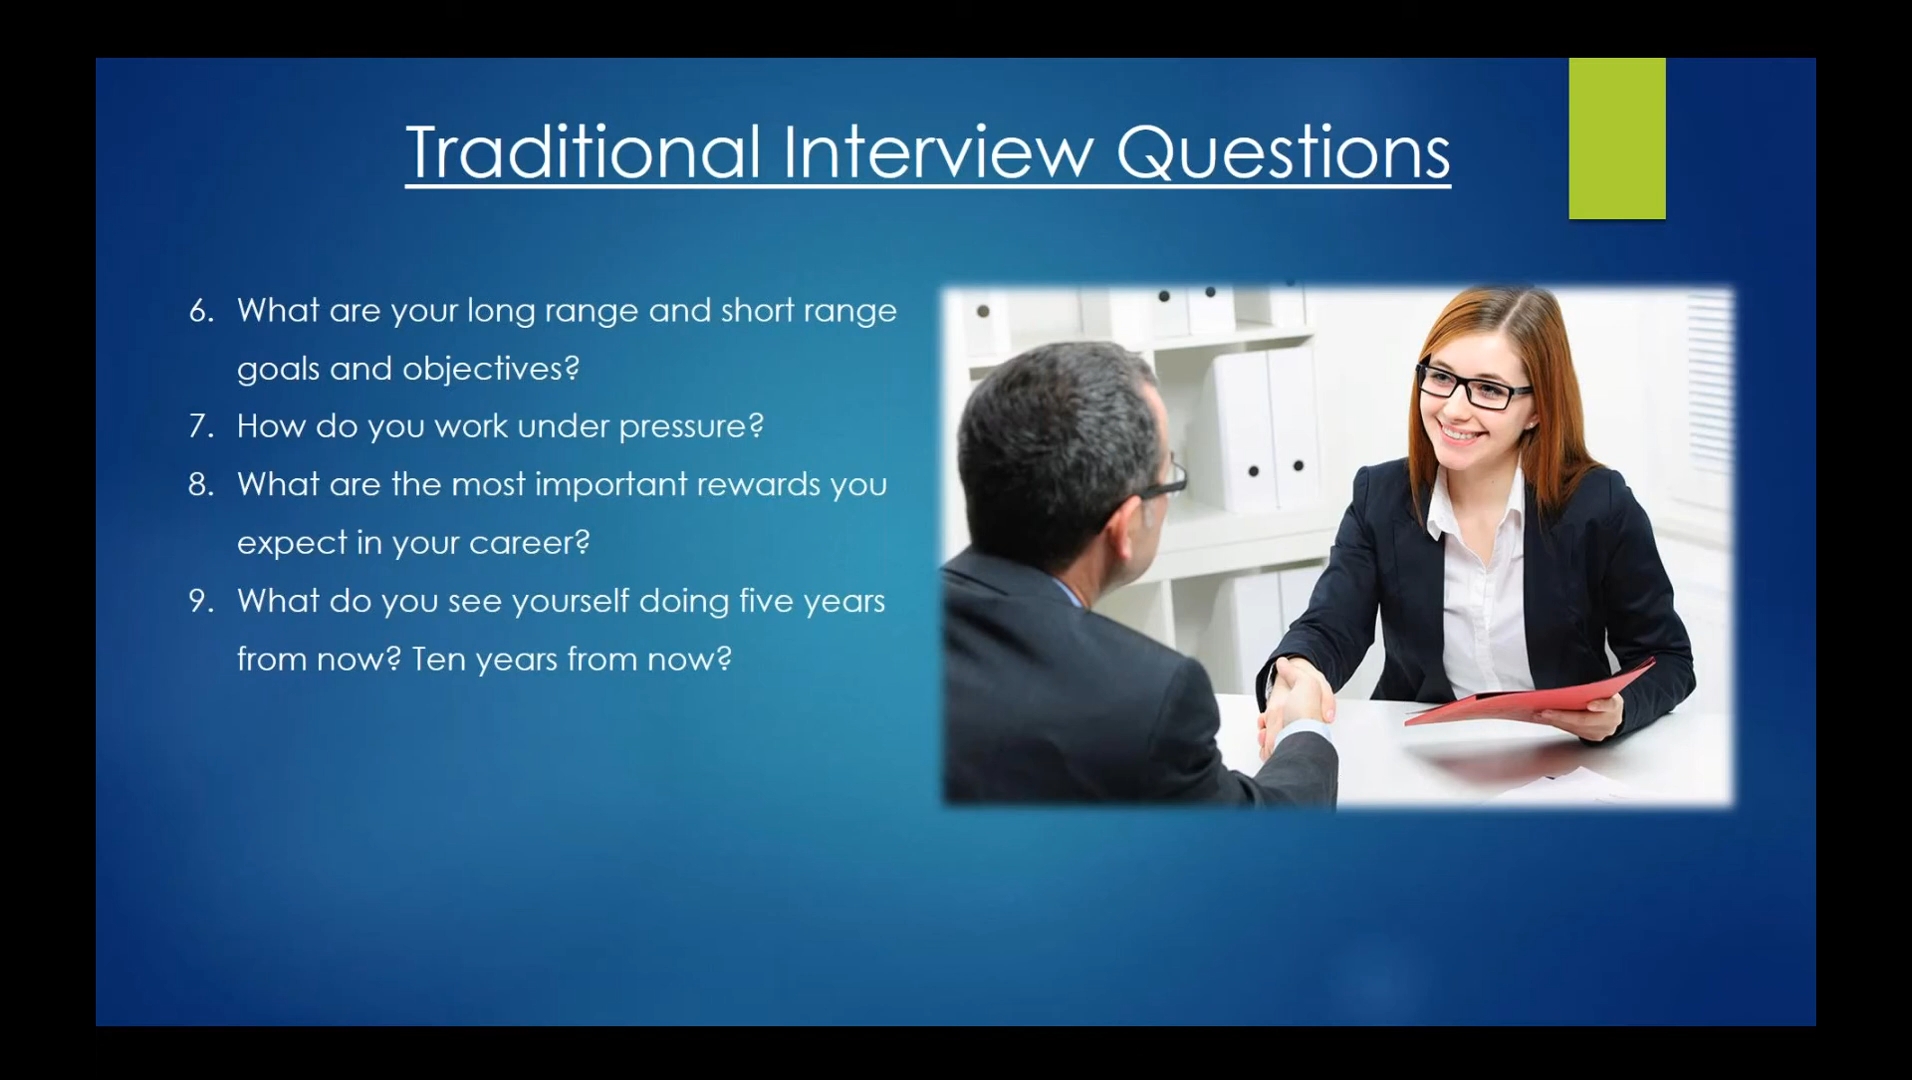 Traditional Interview Questions
6. What are your long range and short range
goals and objectives?
7. How do you work under pressure?
8. What are the most important rewards you
expect in your career?
9. What do you see yourself doing five years
from now? Ten years from now?